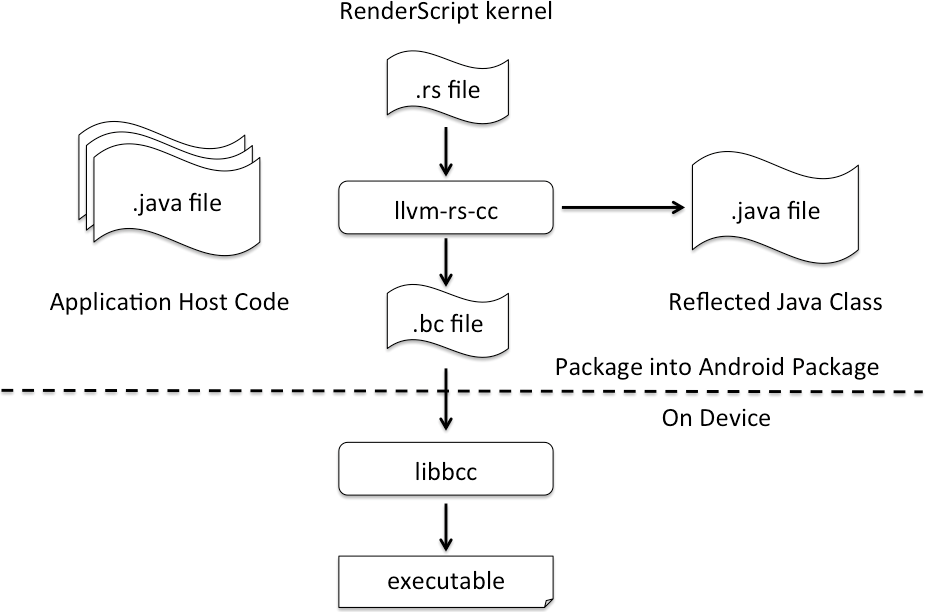 RenderScript kernel
.rs file
.java file
llvm-rs-cc
.java file
Application Host Code
.bc file
Reflected Java Class
Package into Android Package
On Device
libbcc
executable